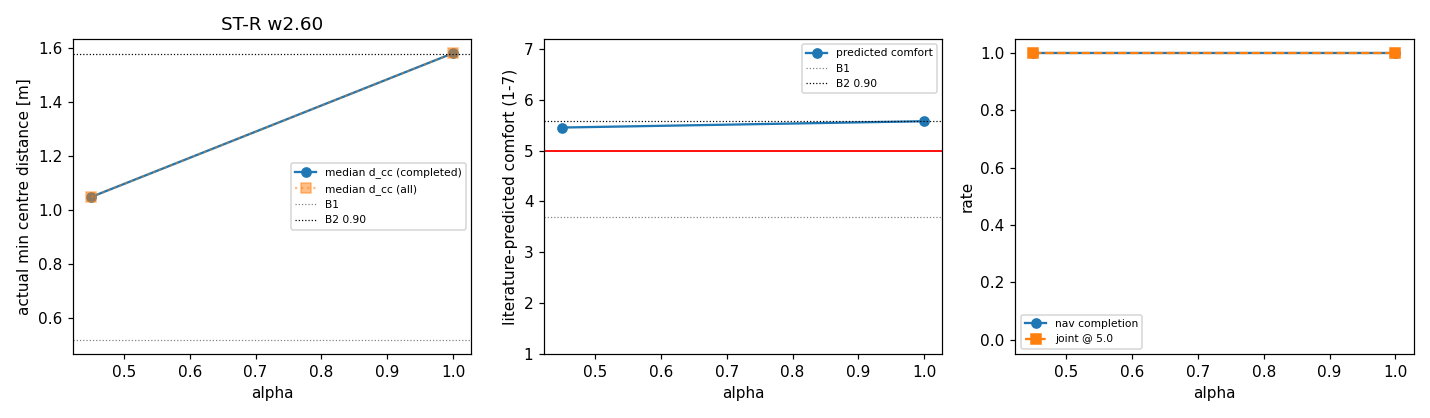 ST-R w2.60
actual min centre distance [m]
1.6
1.4
1.2
1.0
0.8
0.6
median d_cc (completed)
median d_cc (all)
B1
B2 0.90
0.5 0.6 0.7 0.8 0.9 1.0
alpha
literature-predicted comfort (1-7)
7
6
5
4
3
2
1
predicted comfort
B1
B2 0.90
0.5 0.6 0.7 0.8 0.9 1.0
alpha
rate
1.0
0.8
0.6
0.4
0.2
0.0
nav completion
joint @ 5.0
0.5 0.6 0.7 0.8 0.9 1.0
alpha